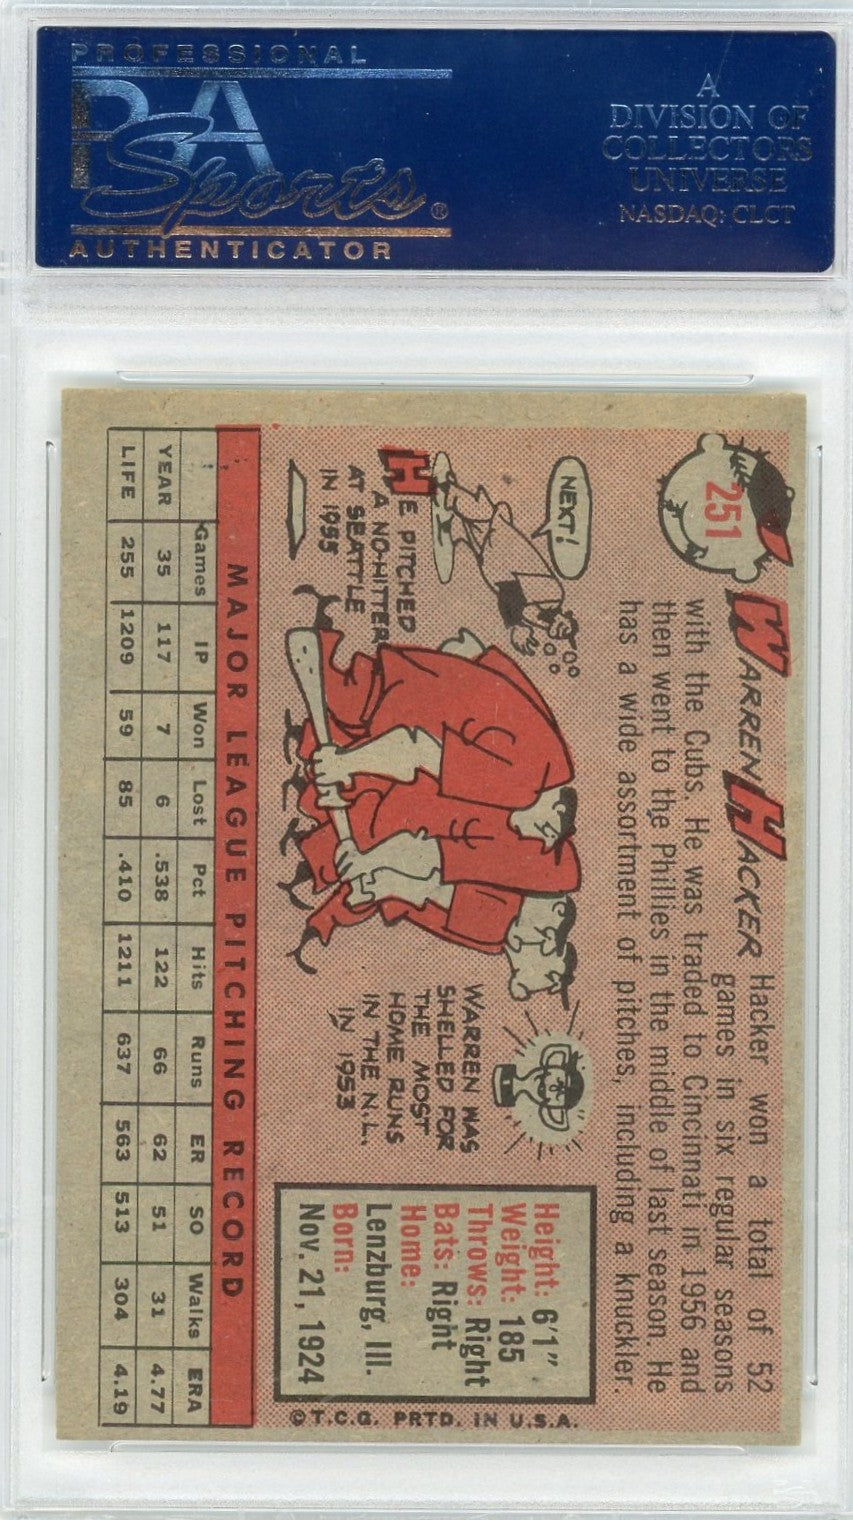 PROFESSIONAL
PSA
Sports®
AUTHENTICATOR
A
DIVISION OF
COLLECTORS
UNIVERSE
NASDAQ: CLCT
251
WARREN HACKER
Hacker won a total of 52
games in six regular seasons
with the Cubs. He was traded to Cincinnati in 1956 and
then went to the Phillies in the middle of last season. He
has a wide assortment of pitches, including a knuckler.
NEXT!
HE PITCHED
A NO-HITTER
AT SEATTLE
IN 1955
WARREN WAS
SHELLED FOR
THE MOST
HOME RUNS
IN THE N.L.,
IN 1953
Height: 6'1"
Weight: 185
Throws: Right
Bats: Right
Home:
Lenzburg, Ill.
Born:
Nov. 21, 1924
©T.C.G. PRTD. IN U.S.A.
MAJOR LEAGUE PITCHING RECORD
Games IP Won Lost Pct Hits Runs ER SO Walks ERA
YEAR 35 117 7 6 .538 122 66 62 51 31 4.77
LIFE 255 1209 59 85 .410 1211 637 563 513 304 4.19